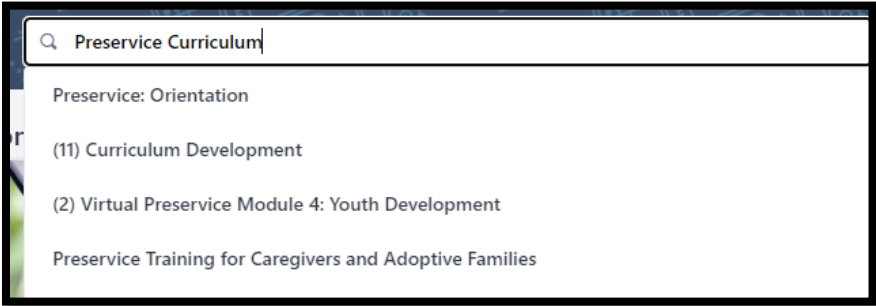 Preservice Curriculum
Preservice: Orientation
(11) Curriculum Development
(2) Virtual Preservice Module 4: Youth Development
Preservice Training for Caregivers and Adoptive Families